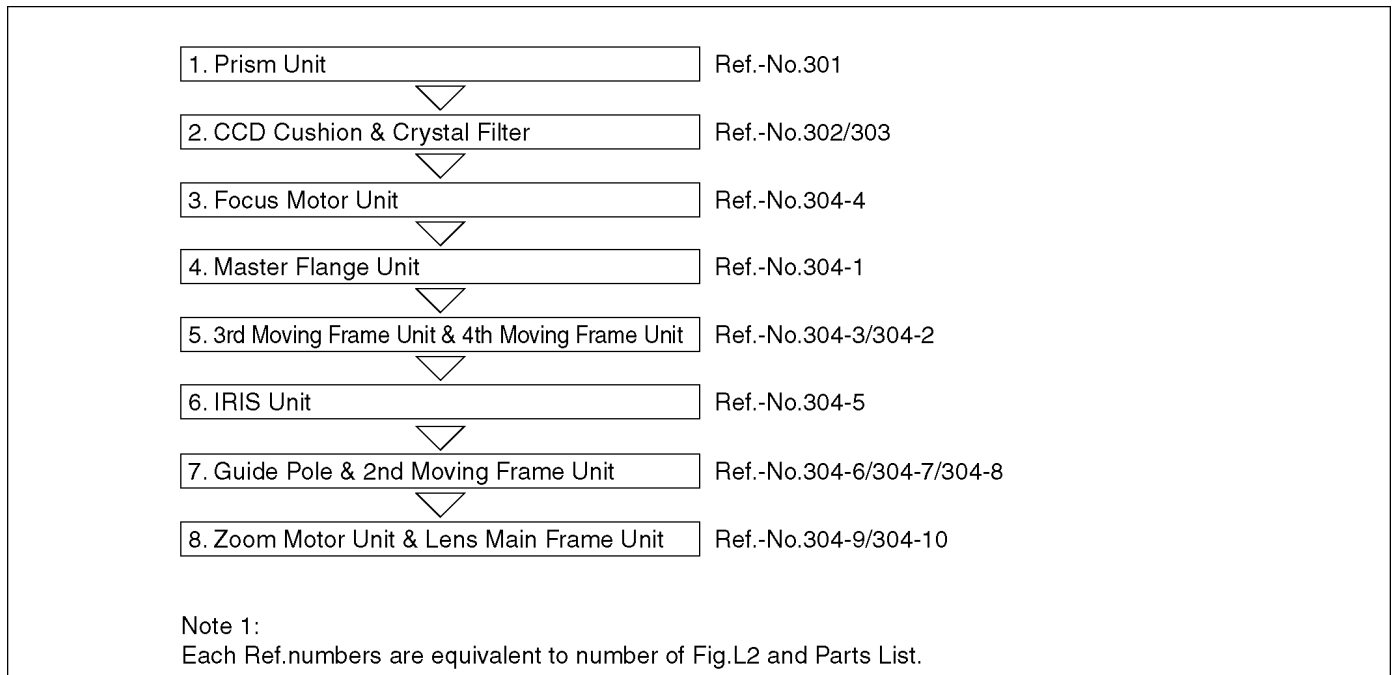 1. Prism Unit Ref.-No.301
2. CCD Cushion & Crystal Filter Ref.-No.302/303
3. Focus Motor Unit Ref.-No.304-4
4. Master Flange Unit Ref.-No.304-1
5. 3rd Moving Frame Unit & 4th Moving Frame Unit Ref.-No.304-3/304-2
6. IRIS Unit Ref.-No.304-5
7. Guide Pole & 2nd Moving Frame Unit Ref.-No.304-6/304-7/304-8
8. Zoom Motor Unit & Lens Main Frame Unit Ref.-No.304-9/304-10
Note 1:
Each Ref.numbers are equivalent to number of Fig.L2 and Parts List.